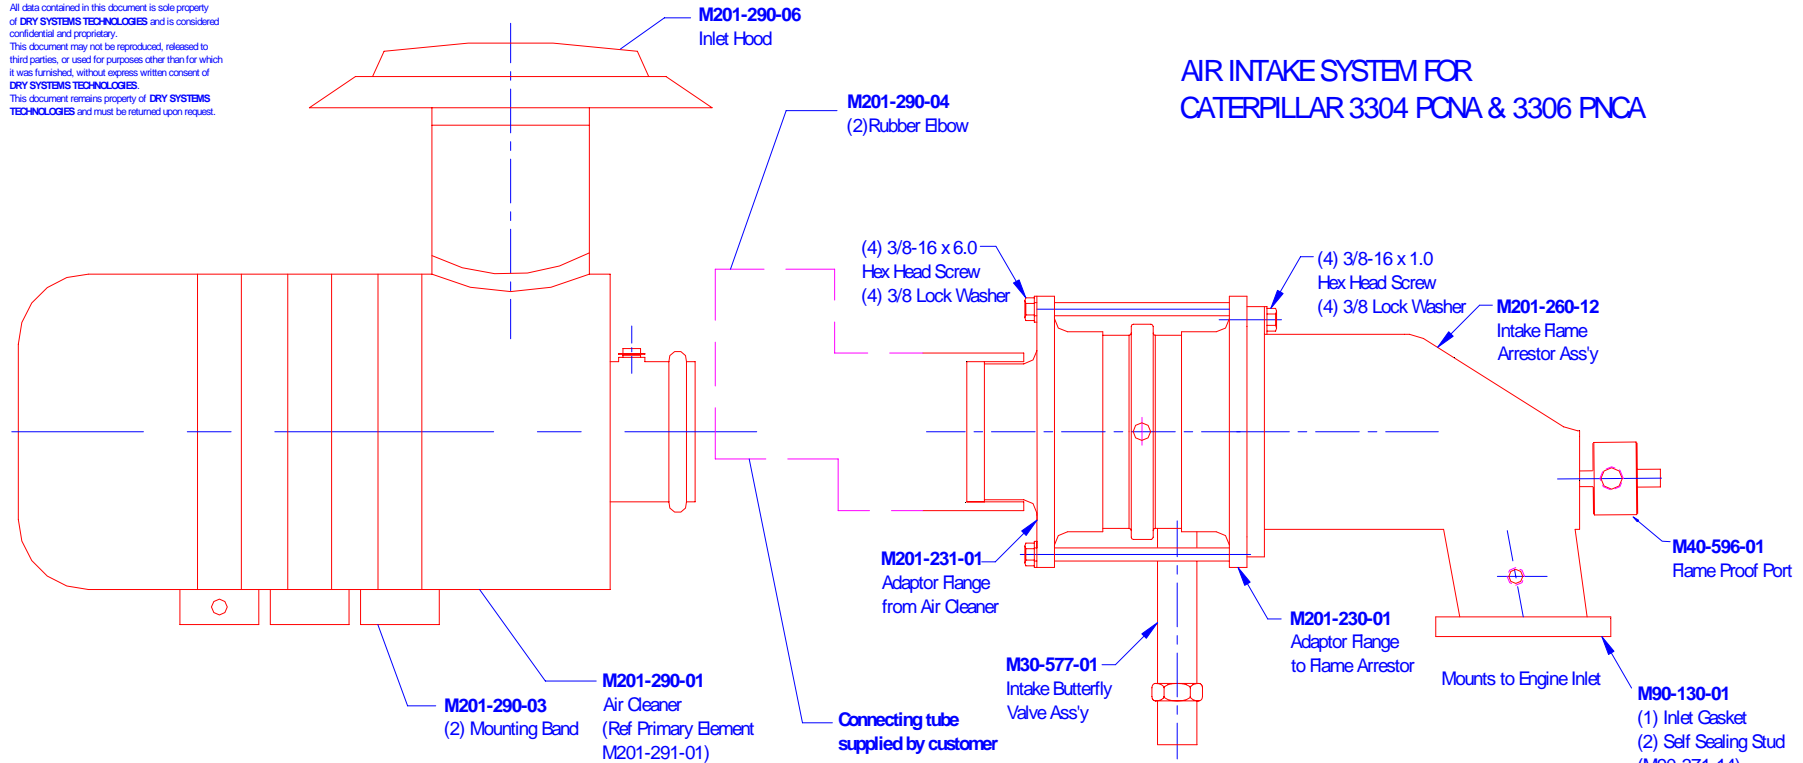 All data contained in this document is sole property
of DRY SYSTEMS TECHNOLOGIES and is considered
confidential and proprietary.
This document may not be reproduced, released to
third parties, or used for purposes other than for which
it was furnished, without express written consent of
DRY SYSTEMS TECHNOLOGIES.
This document remains property of DRY SYSTEMS
TECHNOLOGIES and must be returned upon request.
M201-290-06
Inlet Hood
AIR INTAKE SYSTEM FOR
CATERPILLAR 3304 PCNA & 3306 PNCA
M201-290-04
(2)Rubber Elbow
(4) 3/8-16 x 6.0
Hex Head Screw
(4) 3/8 Lock Washer
(4) 3/8-16 x 1.0
Hex Head Screw
(4) 3/8 Lock Washer
M201-260-12
Intake Flame
Arrestor Ass'y
M201-231-01
Adaptor Flange
from Air Cleaner
M40-596-01
Flame Proof Port
M201-230-01
Adaptor Flange
to Flame Arrestor
M30-577-01
Intake Butterfly
Valve Ass'y
Mounts to Engine Inlet
M201-290-03
(2) Mounting Band
M201-290-01
Air Cleaner
(Ref Primary Element
M201-291-01)
Connecting tube
supplied by customer
M90-130-01
(1) Inlet Gasket
(2) Self Sealing Stud